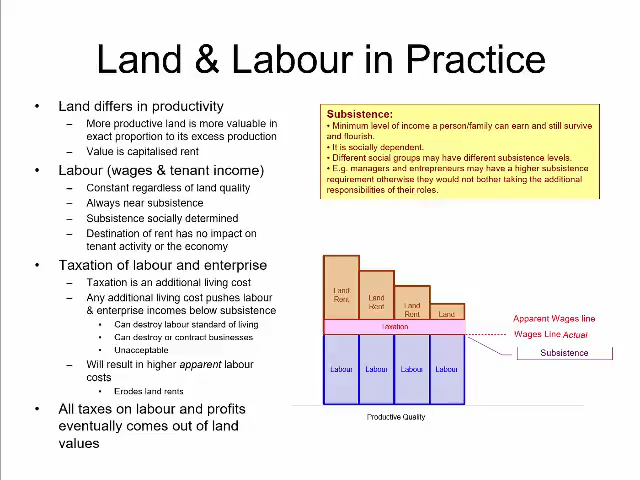 Land & Labour in Practice
• Land differs in productivity
– More productive land is more valuable in
exact proportion to its excess production
– Value is capitalised rent
• Labour (wages & tenant income)
– Constant regardless of land quality
– Always near subsistence
– Subsistence socially determined
– Destination of rent has no impact on
tenant activity or the economy
• Taxation of labour and enterprise
– Taxation is an additional living cost
– Any additional living cost pushes labour
& enterprise incomes below subsistence
• Can destroy labour standard of living
• Can destroy or contract businesses
• Unacceptable
– Will result in higher apparent labour
costs
• Erodes land rents
• All taxes on labour and profits
eventually comes out of land
values
Subsistence:
• Minimum level of income a person/family can earn and still survive
and flourish.
• It is socially dependent.
• Different social groups may have different subsistence levels.
• E.g. managers and entrepreneurs may have a higher subsistence
requirement otherwise they would not bother taking the additional
responsibilities of their roles.
Land
Rent
Land
Rent
Land
Rent
Land
Taxation
Labour
Labour
Labour
Labour
Apparent Wages line
Wages Line Actual
Subsistence
Productive Quality